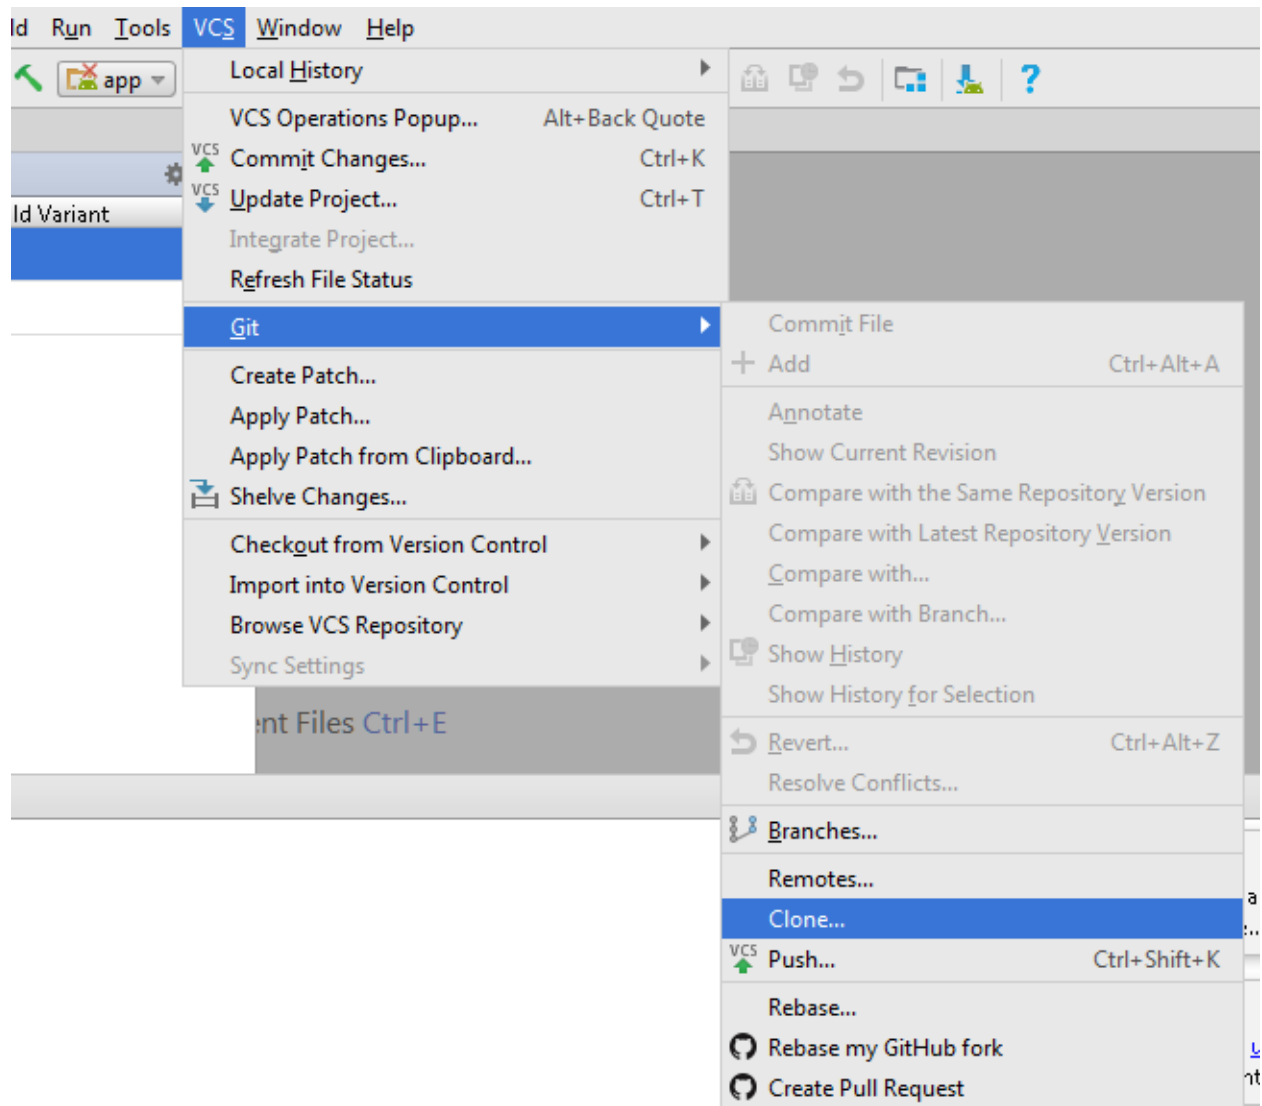 ld Run Tools VCS Window Help
app
Local History
VCS Operations Popup... Alt+Back Quote
VCS Commit Changes... Ctrl+K
VCS Update Project... Ctrl+T
ld Variant
Integrate Project...
Refresh File Status
Git
Create Patch...
Apply Patch...
Apply Patch from Clipboard...
Shelve Changes...
Checkout from Version Control
Import into Version Control
Browse VCS Repository
Sync Settings
ent Files Ctrl+E
Commit File
Add Ctrl+Alt+A
Annotate
Show Current Revision
Compare with the Same Repository Version
Compare with Latest Repository Version
Compare with...
Compare with Branch...
Show History
Show History for Selection
Revert... Ctrl+Alt+Z
Resolve Conflicts...
Branches...
Remotes...
Clone...
VCS Push... Ctrl+Shift+K
Rebase...
Rebase my GitHub fork
Create Pull Request